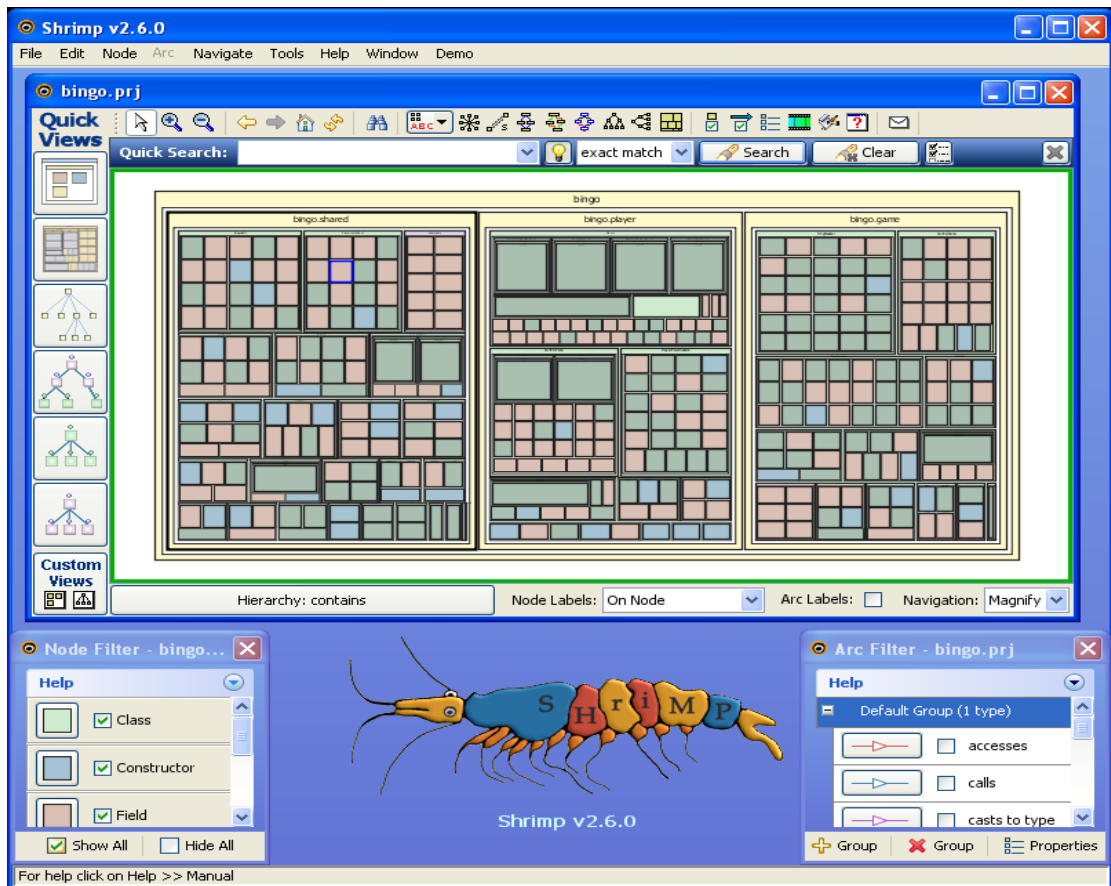 Shrimp v2.6.0
File Edit Node Arc Navigate Tools Help Window Demo
bingo.prj
Quick Views
ABC
S
?
Quick Search:
exact match
Search
Clear
bingo
bingo.shared
bingo.player
bingo.game
Custom Views
Hierarchy: contains
Node Labels: On Node
Arc Labels:
Navigation: Magnify
Node Filter - bingo...
Help
Class
Constructor
Field
Show All
Hide All
SHriMP
Shrimp v2.6.0
Arc Filter - bingo.prj
Help
Default Group (1 type)
accesses
calls
casts to type
Group
Group
Properties
For help click on Help >> Manual